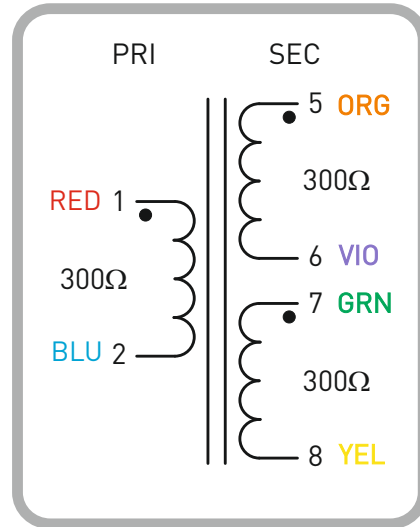 PRI SEC
5 ORG
300Ω
RED 1
6 VIO
300Ω
7 GRN
BLU 2
300Ω
8 YEL